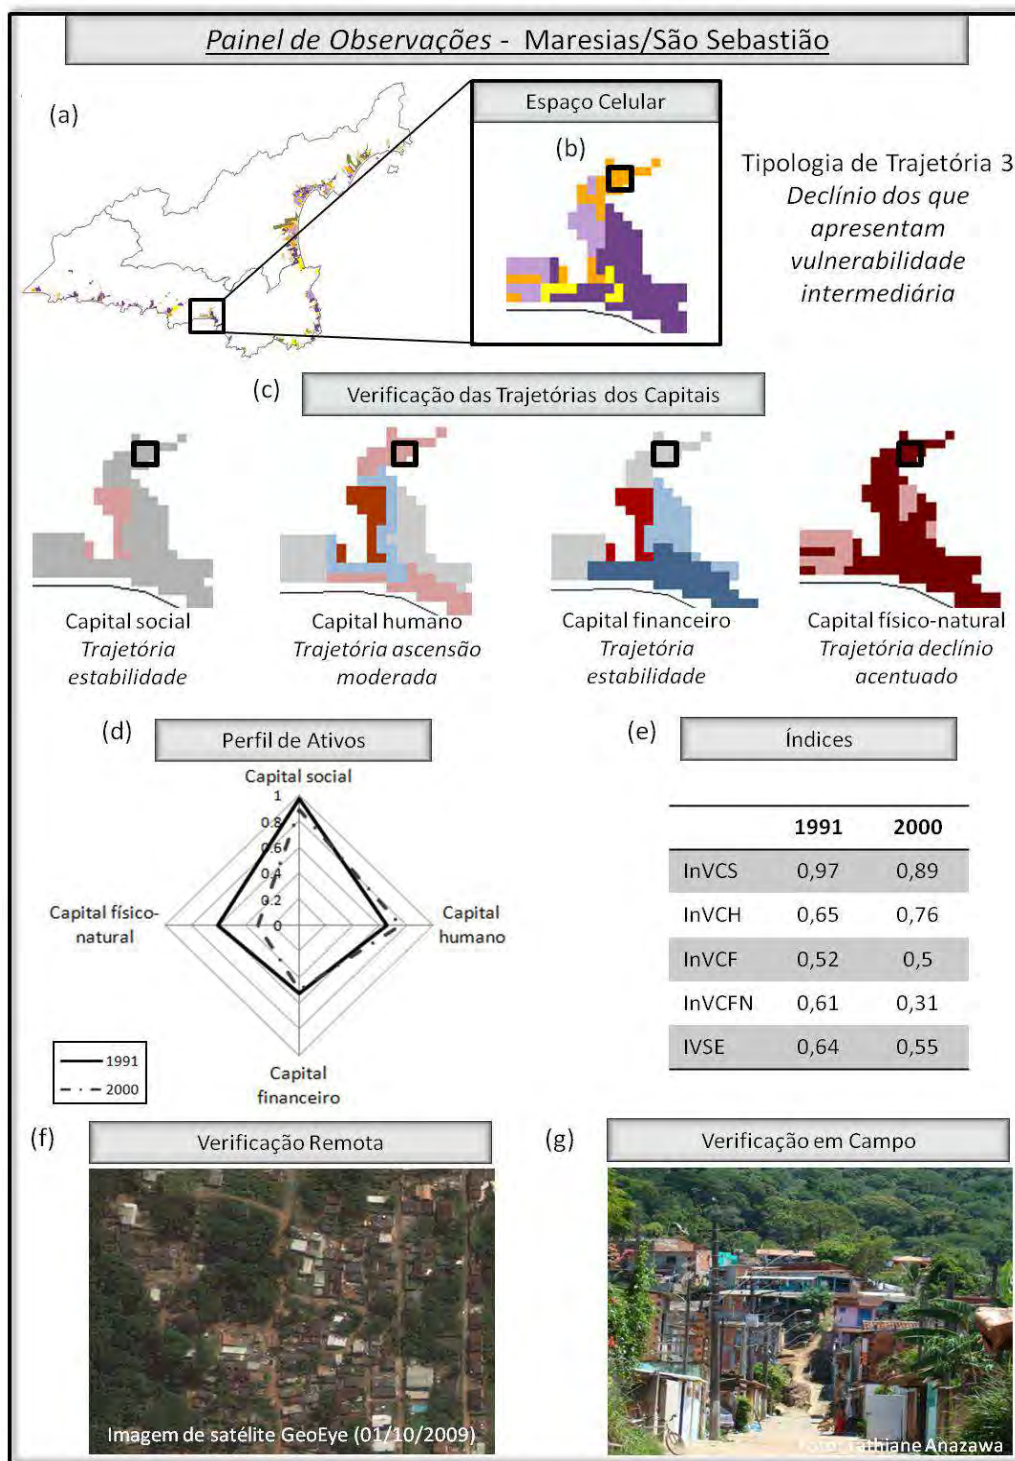 Painel de Observações - Maresias/São Sebastião
(a)
Espaço Celular
(b)
Tipologia de Trajetória 3
Declínio dos que
apresentam
vulnerabilidade
intermediária
(c)
Verificação das Trajetórias dos Capitais
Capital social
Trajetória
estabilidade
Capital humano
Trajetória ascensão
moderada
Capital financeiro
Trajetória
estabilidade
Capital físico-natural
Trajetória declínio
acentuado
(d)
Perfil de Ativos
Capital social
1
0.8
0.6
0.4
0.2
0
Capital físico-
natural
Capital
humano
Capital
financeiro
1991
2000
(e)
Índices
1991 2000
InVCS 0,97 0,89
InVCH 0,65 0,76
InVCF 0,52 0,5
InVCFN 0,61 0,31
IVSE 0,64 0,55
(f)
Verificação Remota
Imagem de satélite GeoEye (01/10/2009)
(g)
Verificação em Campo
Foto: Tathiane Anazawa